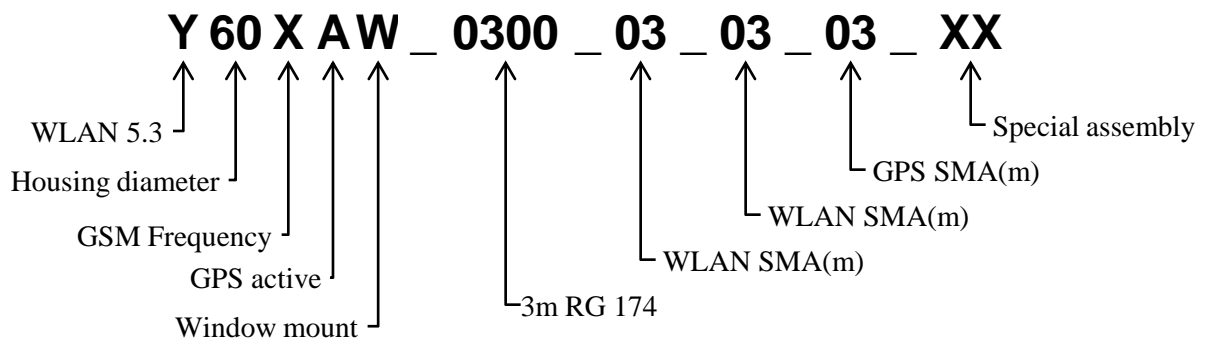 Y 60 X A W _ 0300 _ 03 _ 03 _ 03 _ XX
WLAN 5.3
Special assembly
Housing diameter
GPS SMA(m)
WLAN SMA(m)
GSM Frequency
WLAN SMA(m)
GPS active
3m RG 174
Window mount